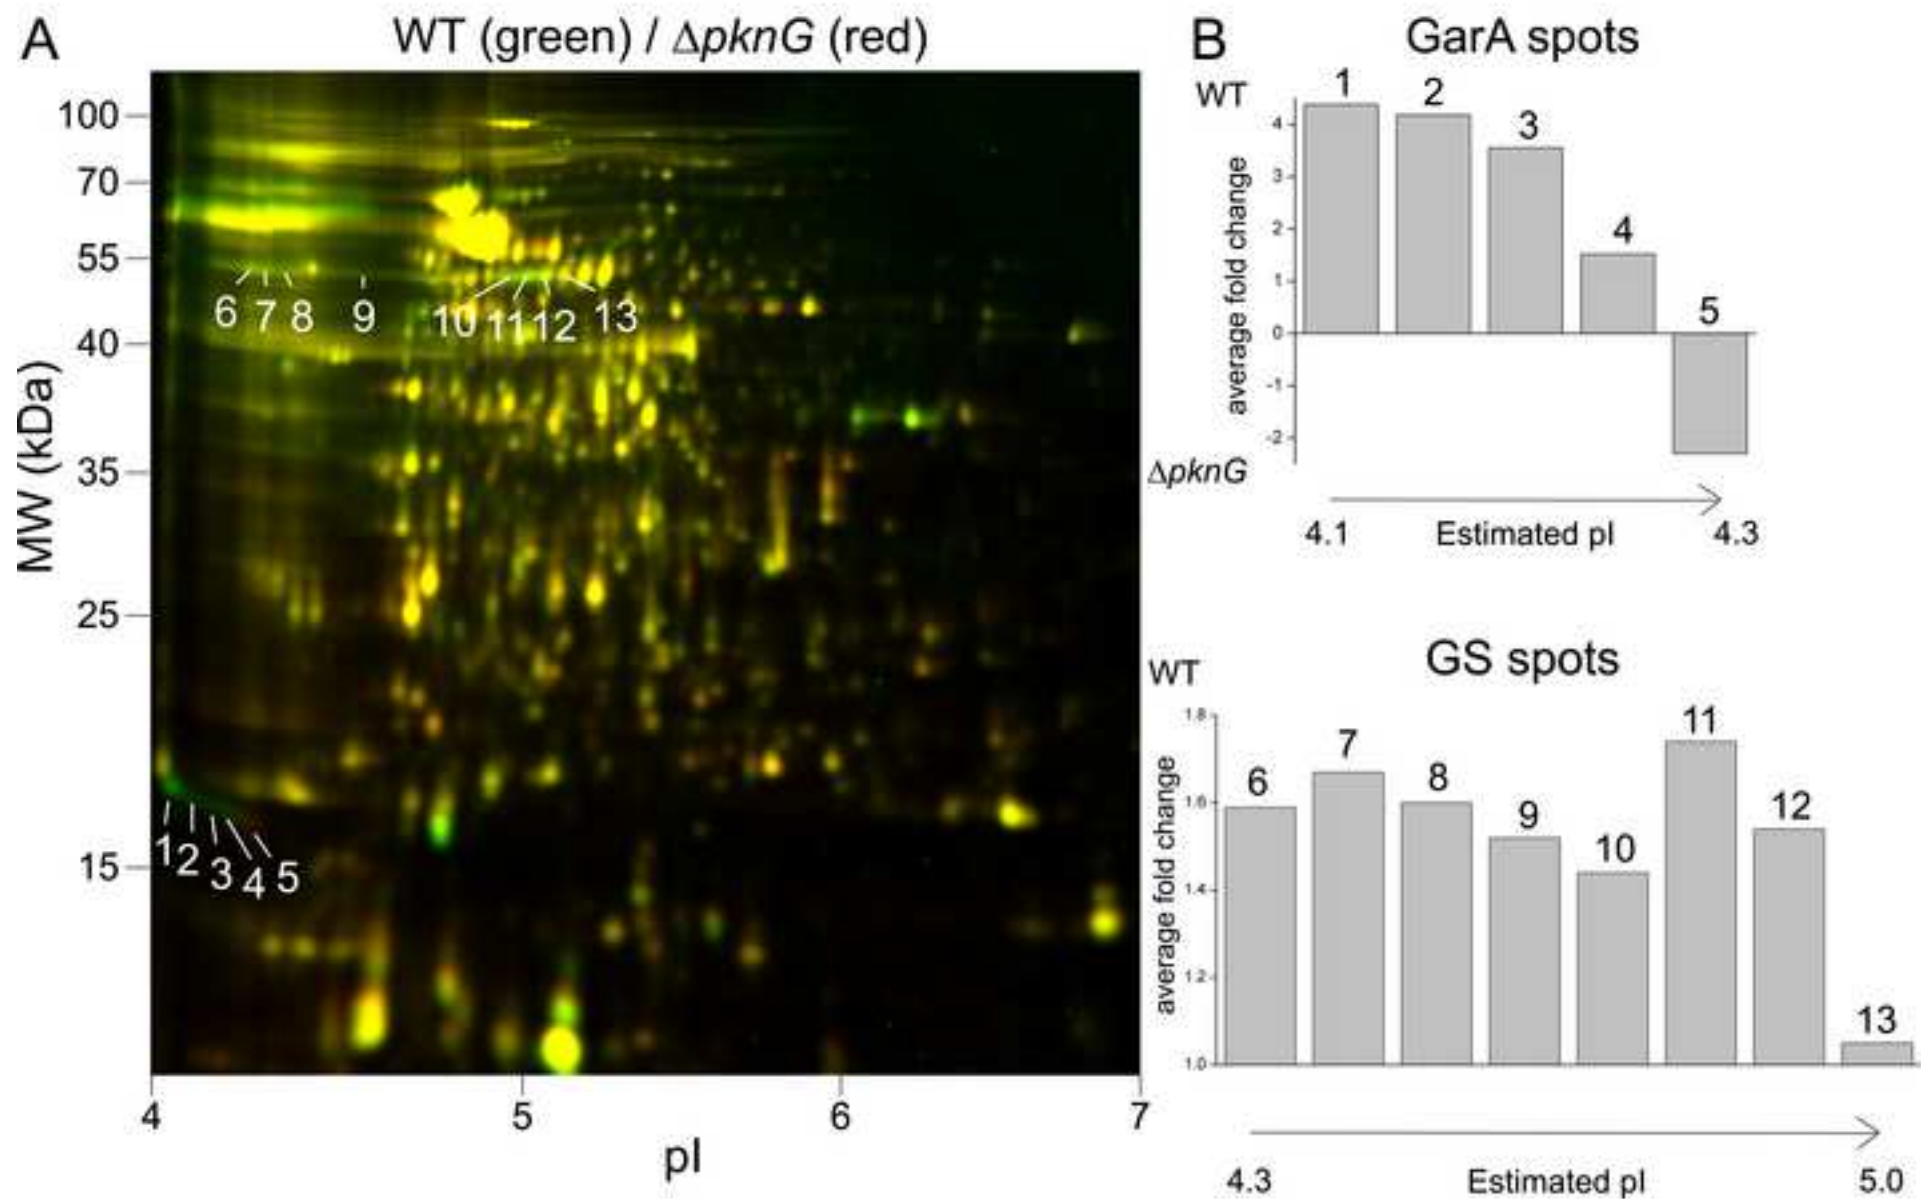 A
WT (green) / ΔpknG (red)
100
70
55
40
35
25
15
MW (kDa)
6 7 8 9 10 11 12 13
1 2 3 4 5
4 5 6 7
pI
B
GarA spots
WT
1 2 3 4 5
4
3
2
1
0
-1
-2
average fold change
ΔpknG
4.1 Estimated pI 4.3
GS spots
WT
6 7 8 9 10 11 12 13
1.8
1.6
1.4
1.2
1.0
average fold change
4.3 Estimated pI 5.0